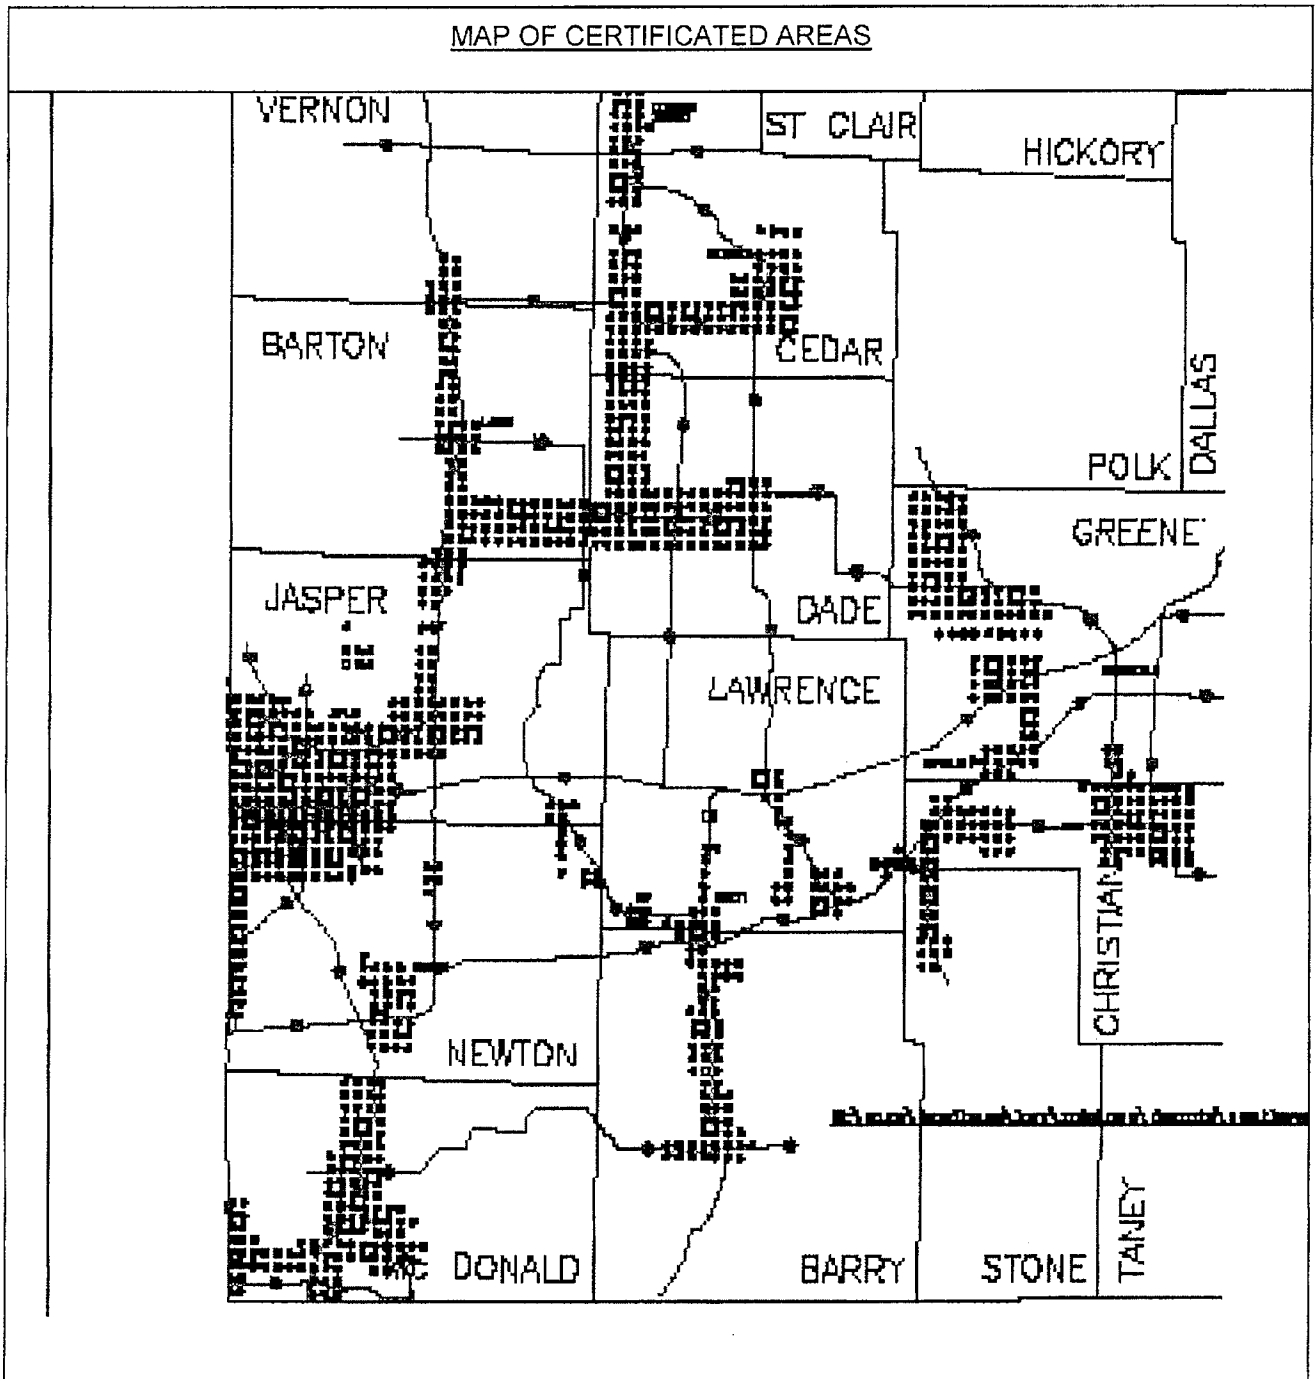 MAP OF CERTIFICATED AREAS
VERNON
ST CLAIR
HICKORY
BARTON
CEDAR
DALLAS
POLK
GREENE
JASPER
DADE
LAWRENCE
CHRISTIAN
NEWTON
TANEY
DONALD
BARRY
STONE